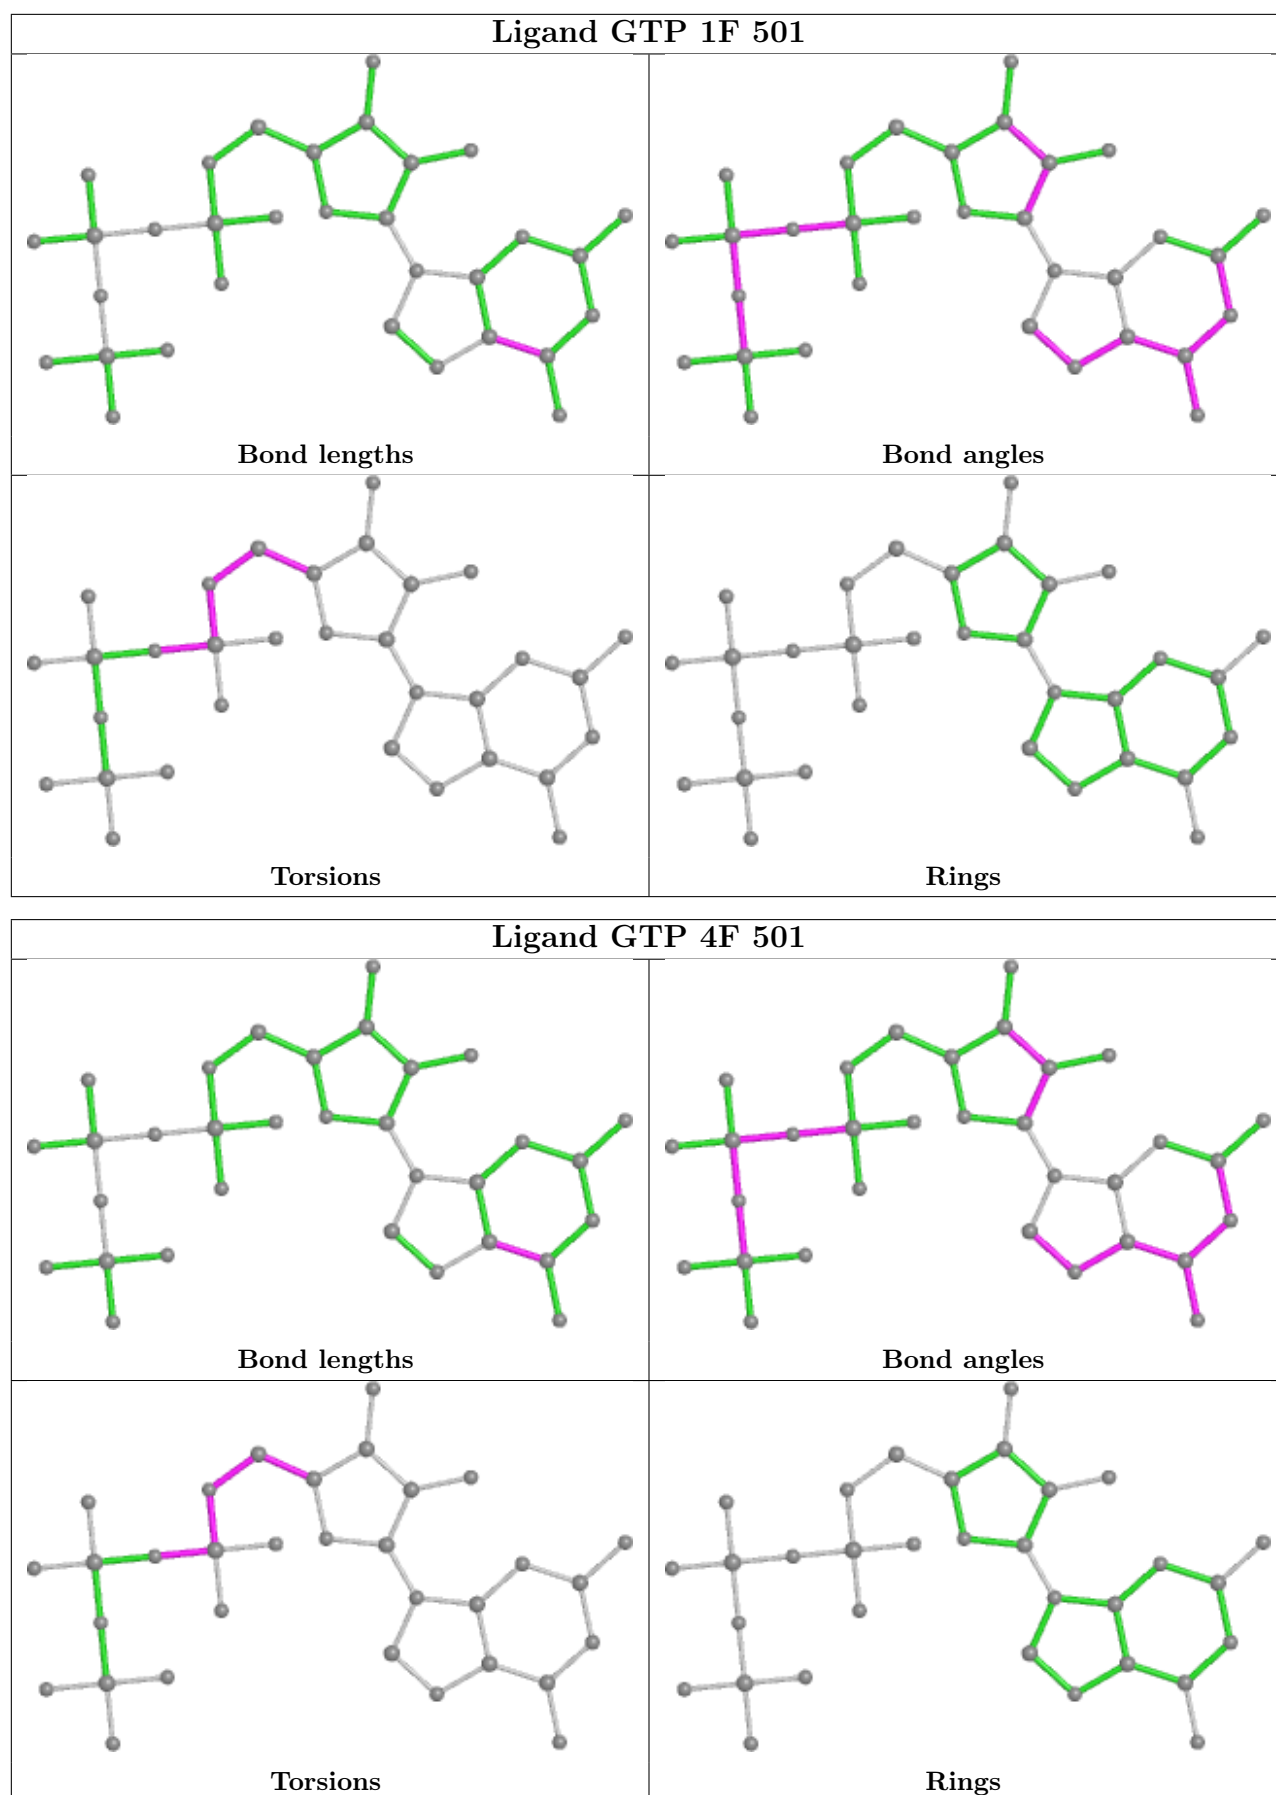 Ligand GTP 1F 501
Bond lengths
Bond angles
Torsions
Rings
Ligand GTP 4F 501
Bond lengths
Bond angles
Torsions
Rings